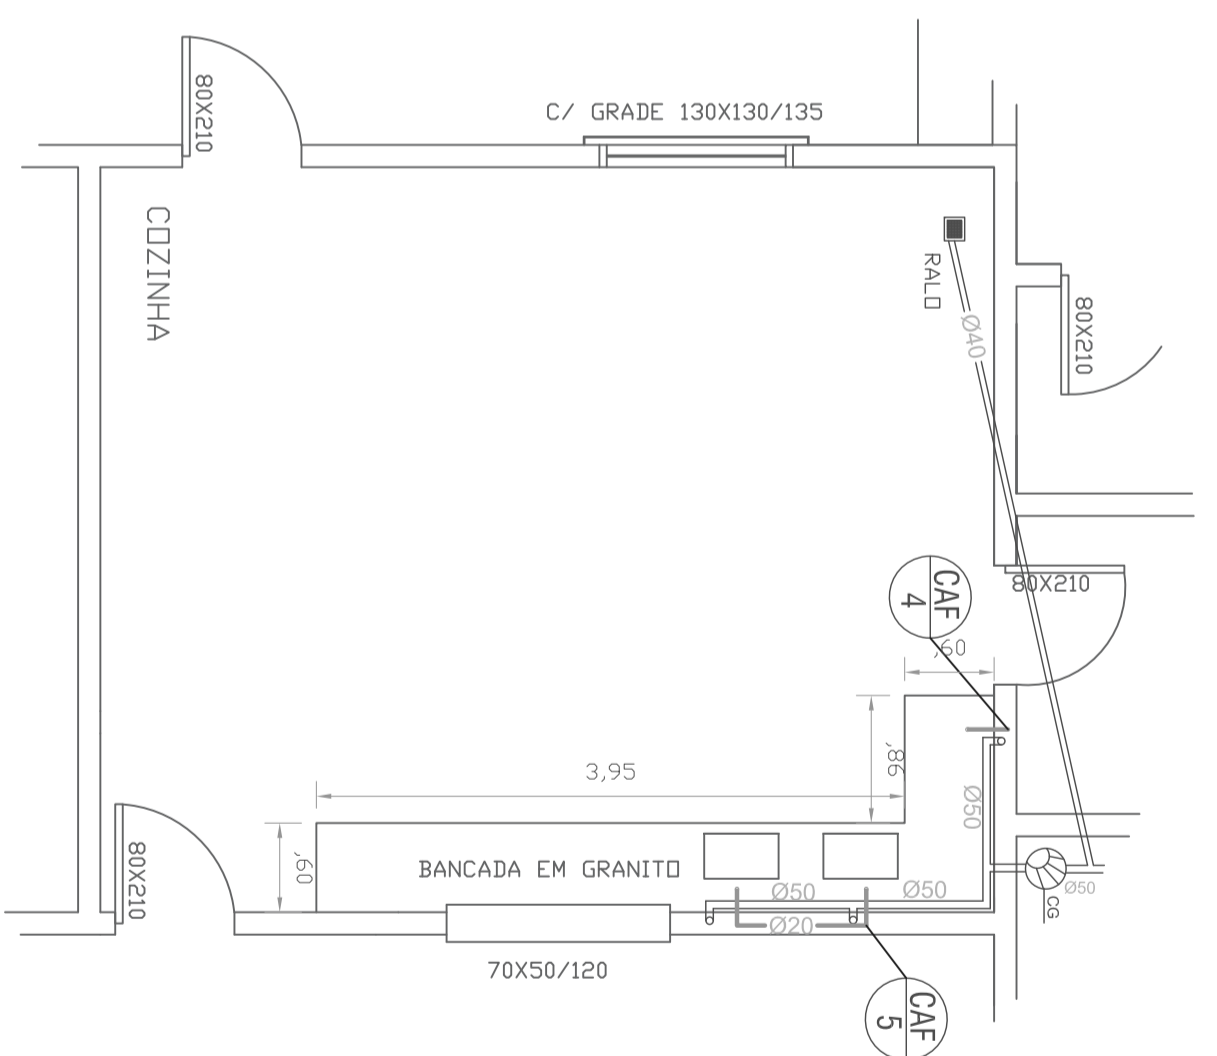 80X210
C/ GRADE 130X130/135
COZINHA
RALO
Ø40
80X210
80X210
CAF
4
,60
,86
3,95
Ø50
,60
80X210
BANCADA EM GRANITO
Ø50
Ø50
Ø50
CG
Ø20
70X50/120
CAF
5